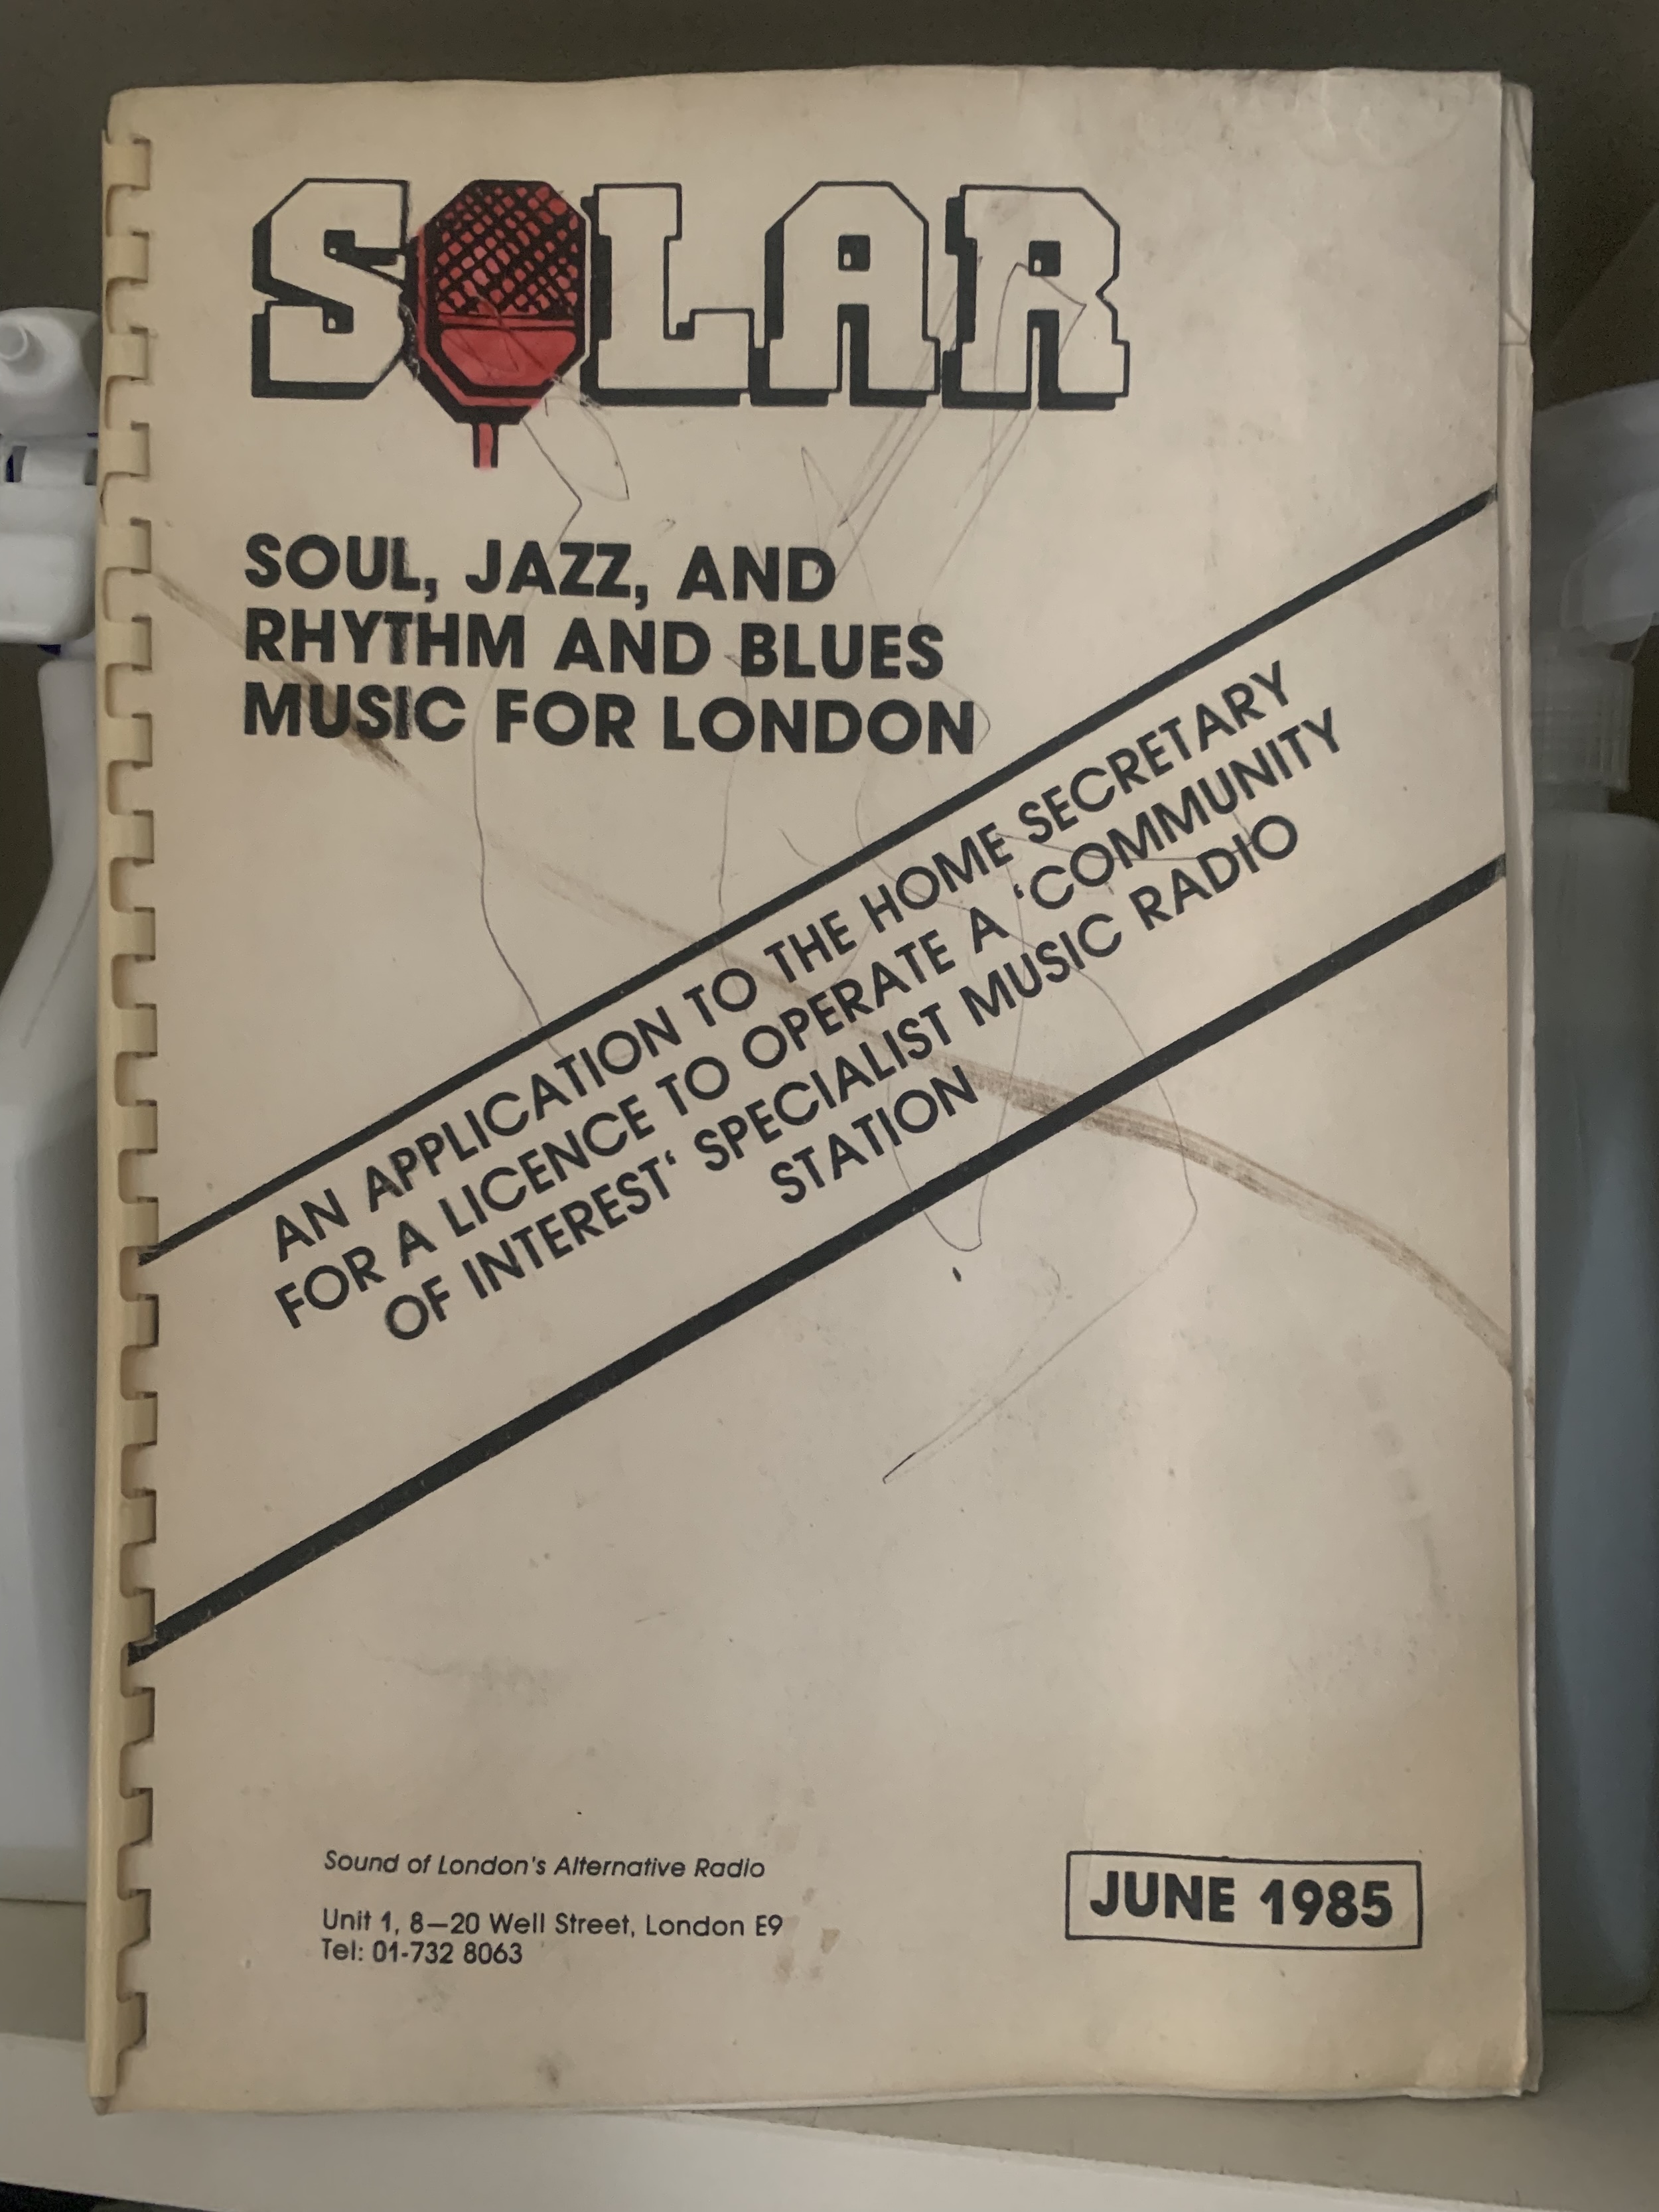 SOLAR
SOUL, JAZZ, AND
RHYTHM AND BLUES
MUSIC FOR LONDON
AN APPLICATION TO THE HOME SECRETARY
FOR A LICENCE TO OPERATE A ‘COMMUNITY
OF INTEREST‘ SPECIALIST MUSIC RADIO
STATION
Sound of London's Alternative Radio
Unit 1, 8–20 Well Street, London E9
Tel: 01-732 8063
JUNE 1985